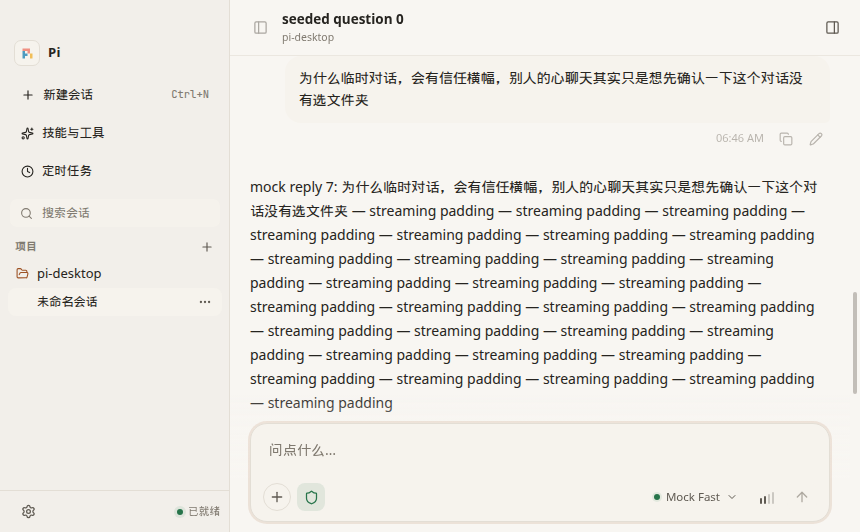 Pi
新建会话 Ctrl+N
技能与工具
定时任务
搜索会话
项目
pi-desktop
未命名会话
已就绪
seeded question 0
pi-desktop
为什么临时对话，会有信任横幅，别人的心聊天其实只是想先确认一下这个对话没
有选文件夹
06:46 AM
mock reply 7: 为什么临时对话，会有信任横幅，别人的心聊天其实只是想先确认一下这个对
话没有选文件夹 — streaming padding — streaming padding — streaming padding —
streaming padding — streaming padding — streaming padding — streaming padding
— streaming padding — streaming padding — streaming padding — streaming
padding — streaming padding — streaming padding — streaming padding —
streaming padding — streaming padding — streaming padding — streaming padding
— streaming padding — streaming padding — streaming padding — streaming
padding — streaming padding — streaming padding — streaming padding —
streaming padding — streaming padding — streaming padding — streaming padding
— streaming padding
问点什么...
Mock Fast